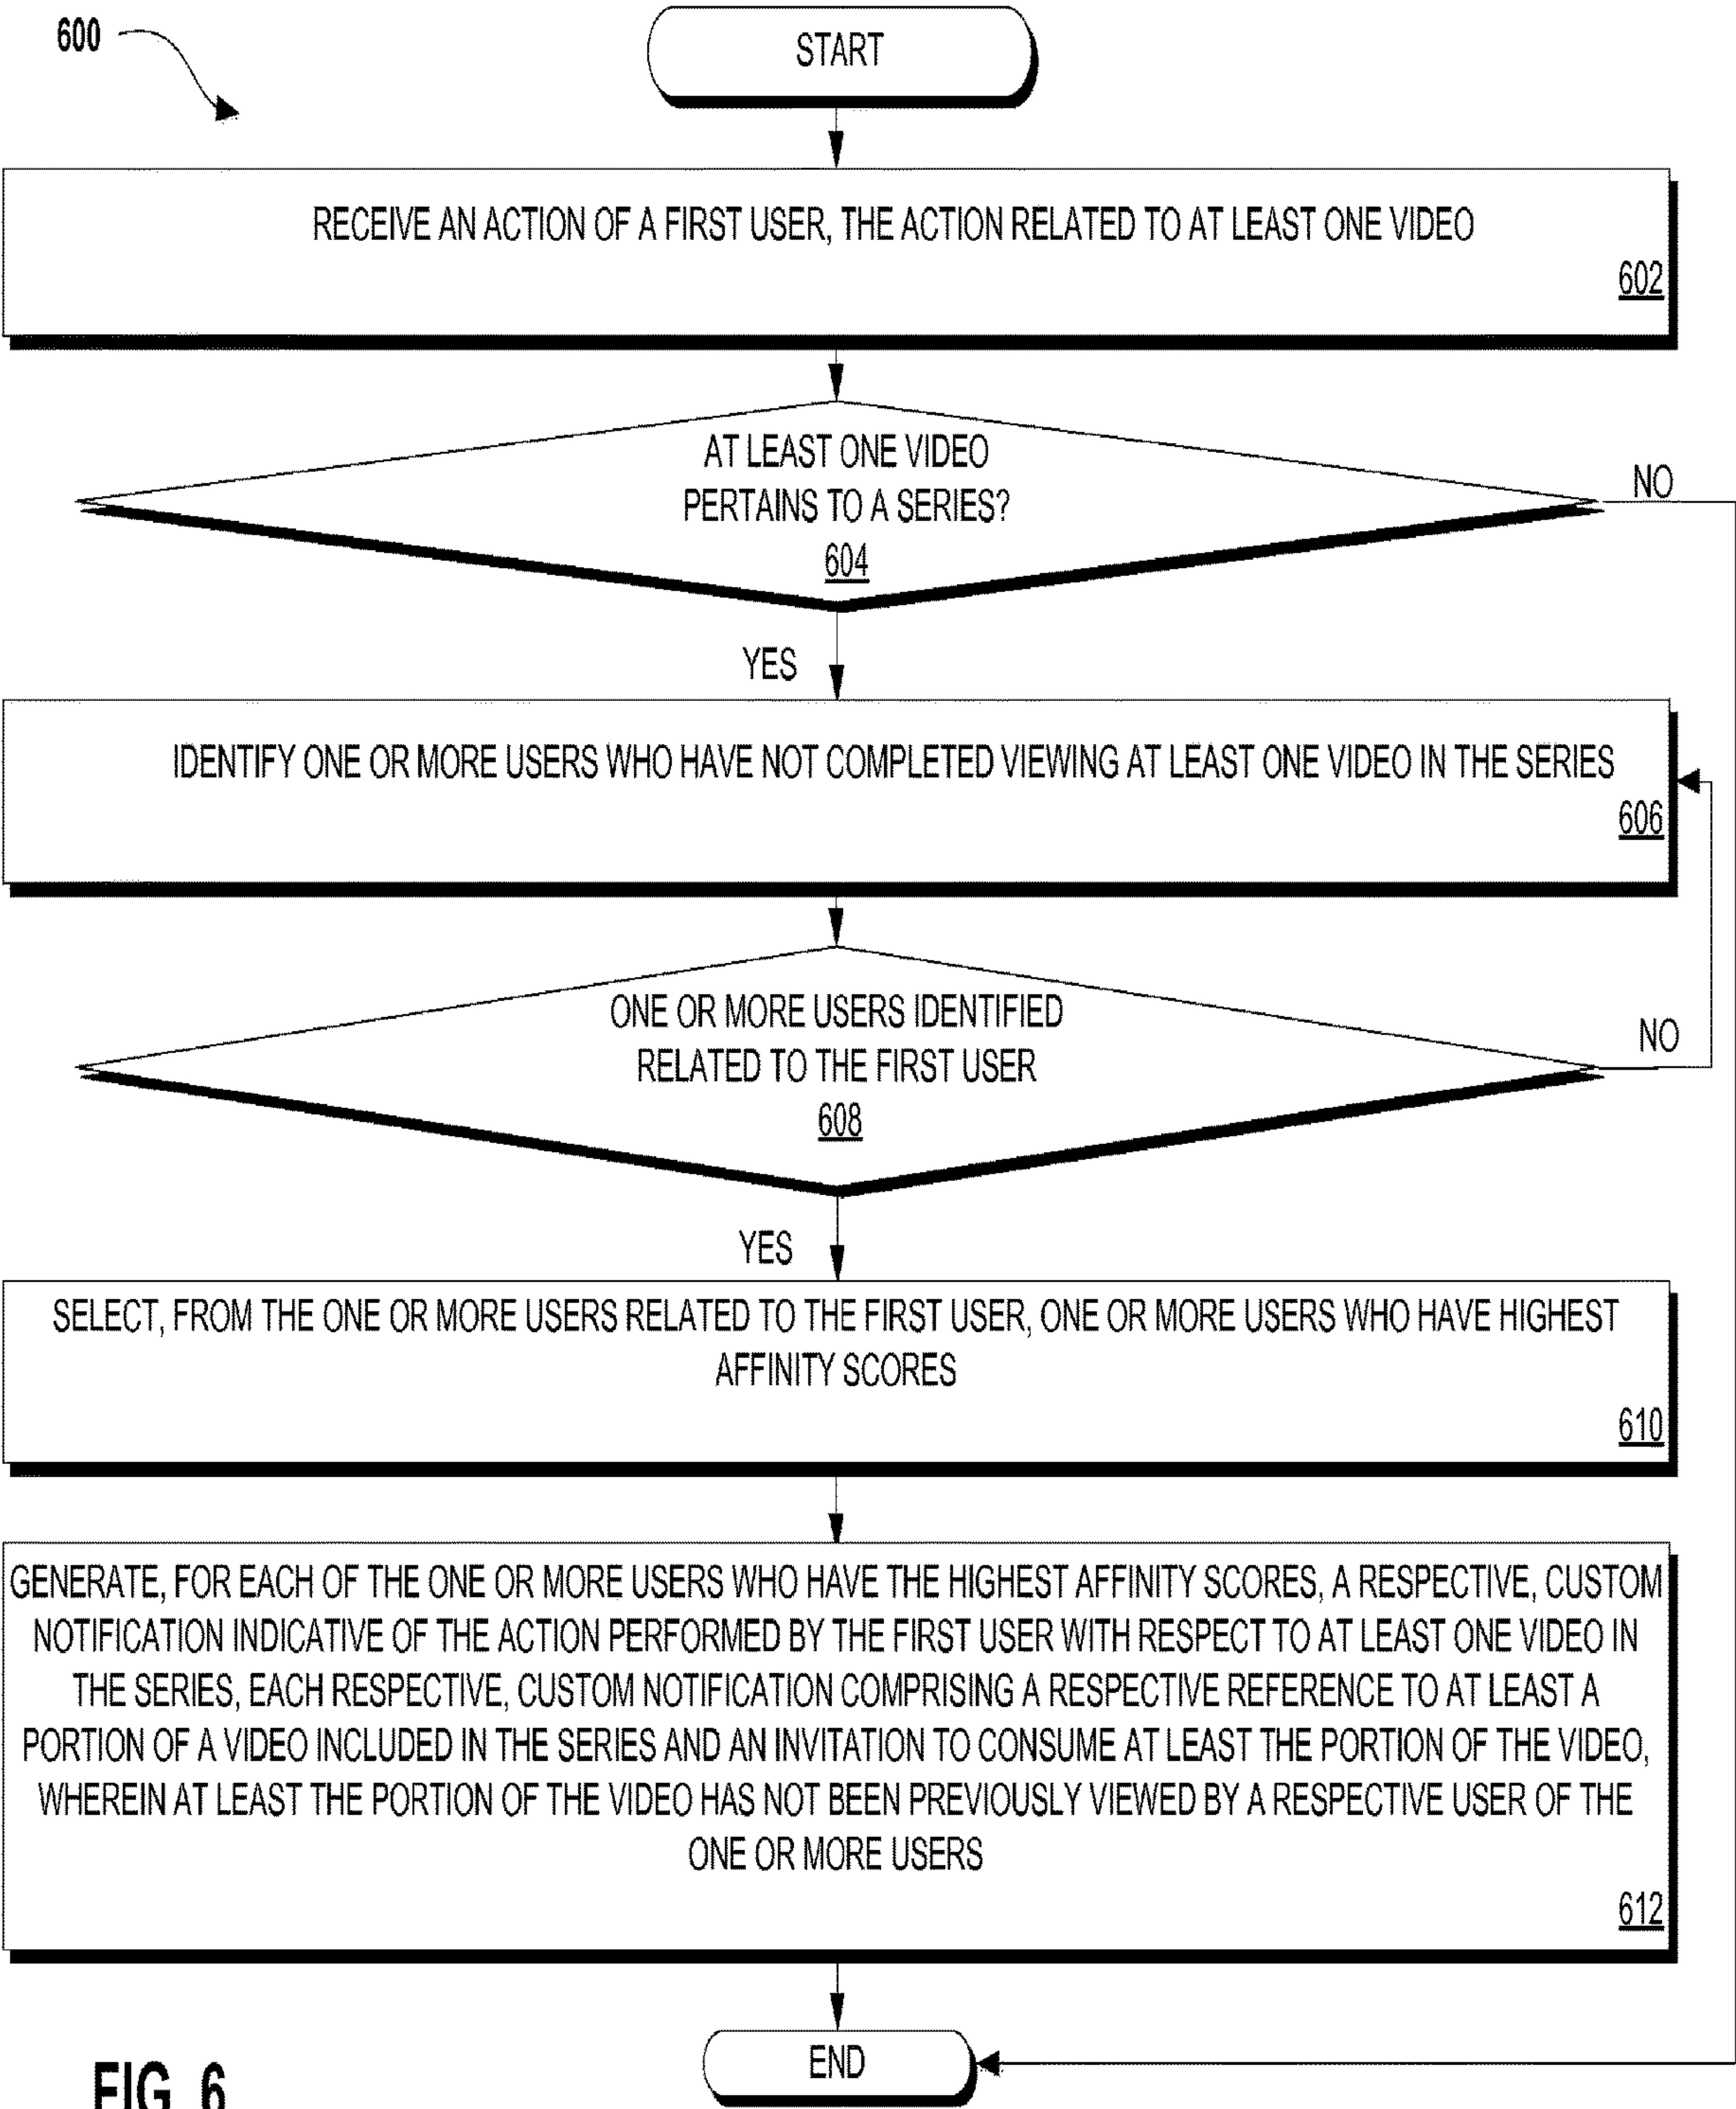 600
START
RECEIVE AN ACTION OF A FIRST USER, THE ACTION RELATED TO AT LEAST ONE VIDEO
602
AT LEAST ONE VIDEO
PERTAINS TO A SERIES?
604
NO
YES
IDENTIFY ONE OR MORE USERS WHO HAVE NOT COMPLETED VIEWING AT LEAST ONE VIDEO IN THE SERIES
606
ONE OR MORE USERS IDENTIFIED
RELATED TO THE FIRST USER
608
NO
YES
SELECT, FROM THE ONE OR MORE USERS RELATED TO THE FIRST USER, ONE OR MORE USERS WHO HAVE HIGHEST
AFFINITY SCORES
610
GENERATE, FOR EACH OF THE ONE OR MORE USERS WHO HAVE THE HIGHEST AFFINITY SCORES, A RESPECTIVE, CUSTOM
NOTIFICATION INDICATIVE OF THE ACTION PERFORMED BY THE FIRST USER WITH RESPECT TO AT LEAST ONE VIDEO IN
THE SERIES, EACH RESPECTIVE, CUSTOM NOTIFICATION COMPRISING A RESPECTIVE REFERENCE TO AT LEAST A
PORTION OF A VIDEO INCLUDED IN THE SERIES AND AN INVITATION TO CONSUME AT LEAST THE PORTION OF THE VIDEO,
WHEREIN AT LEAST THE PORTION OF THE VIDEO HAS NOT BEEN PREVIOUSLY VIEWED BY A RESPECTIVE USER OF THE
ONE OR MORE USERS
612
END
FIG. 6